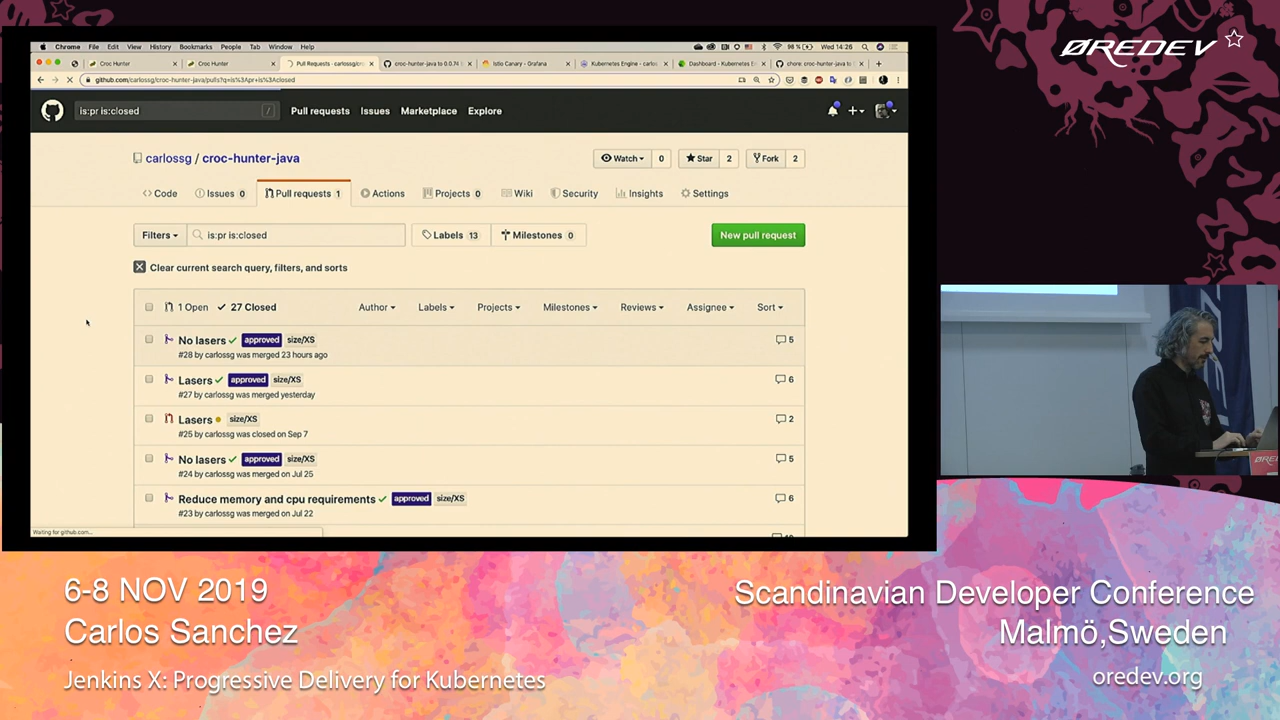 Chrome File Edit View History Bookmarks People Tab Window Help 98% Wed 14:26
Croc Hunter Croc Hunter Pull Requests · carlossg/cro croc-hunter-java to 0.0.74 Istio Canary - Grafana Kubernetes Engine - carlos Dashboard - Kubernetes E chore: croc-hunter-java to
github.com/carlossg/croc-hunter-java/pulls?q=is%3Apr+is%3Aclosed
is:pr is:closed / Pull requests Issues Marketplace Explore
carlossg / croc-hunter-java Watch 0 Star 2 Fork 2
Code Issues 0 Pull requests 1 Actions Projects 0 Wiki Security Insights Settings
Filters is:pr is:closed Labels 13 Milestones 0 New pull request
Clear current search query, filters, and sorts
1 Open 27 Closed Author Labels Projects Milestones Reviews Assignee Sort
No lasers approved size/XS 5
#28 by carlossg was merged 23 hours ago
Lasers approved size/XS 6
#27 by carlossg was merged yesterday
Lasers size/XS 2
#25 by carlossg was closed on Sep 7
No lasers approved size/XS 5
#24 by carlossg was merged on Jul 25
Reduce memory and cpu requirements approved size/XS 6
#23 by carlossg was merged on Jul 22
Waiting for github.com...
ØREDEV
6-8 NOV 2019
Carlos Sanchez
Jenkins X: Progressive Delivery for Kubernetes
Scandinavian Developer Conference
Malmö,Sweden
oredev.org